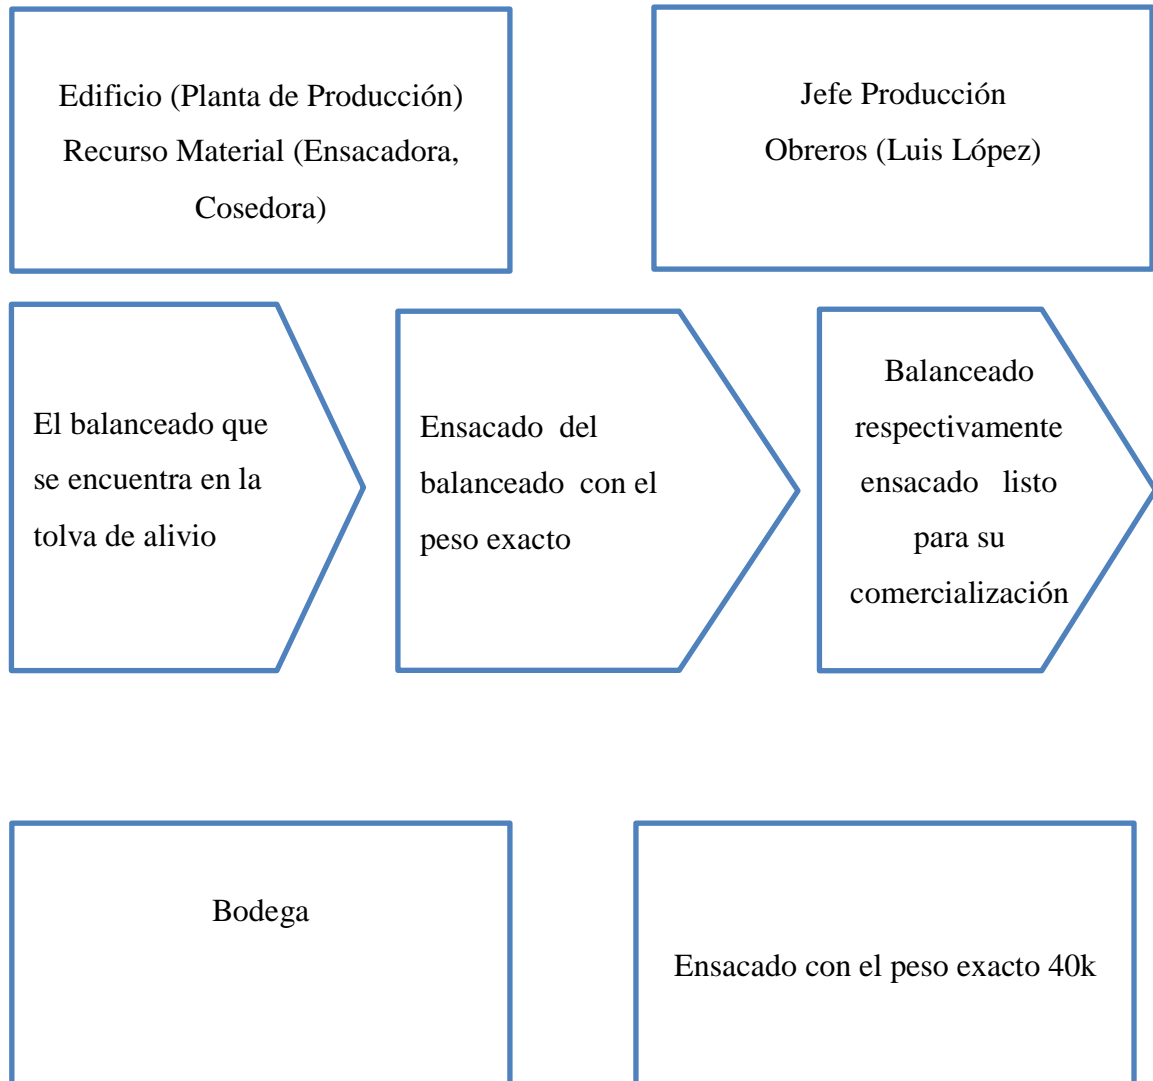 Edificio (Planta de Producción)
Recurso Material (Ensacadora,
Cosedora)
Jefe Producción
Obreros (Luis López)
El balanceado que
se encuentra en la
tolva de alivio
Ensacado del
balanceado con el
peso exacto
Balanceado
respectivamente
ensacado listo
para su
comercialización
Bodega
Ensacado con el peso exacto 40k